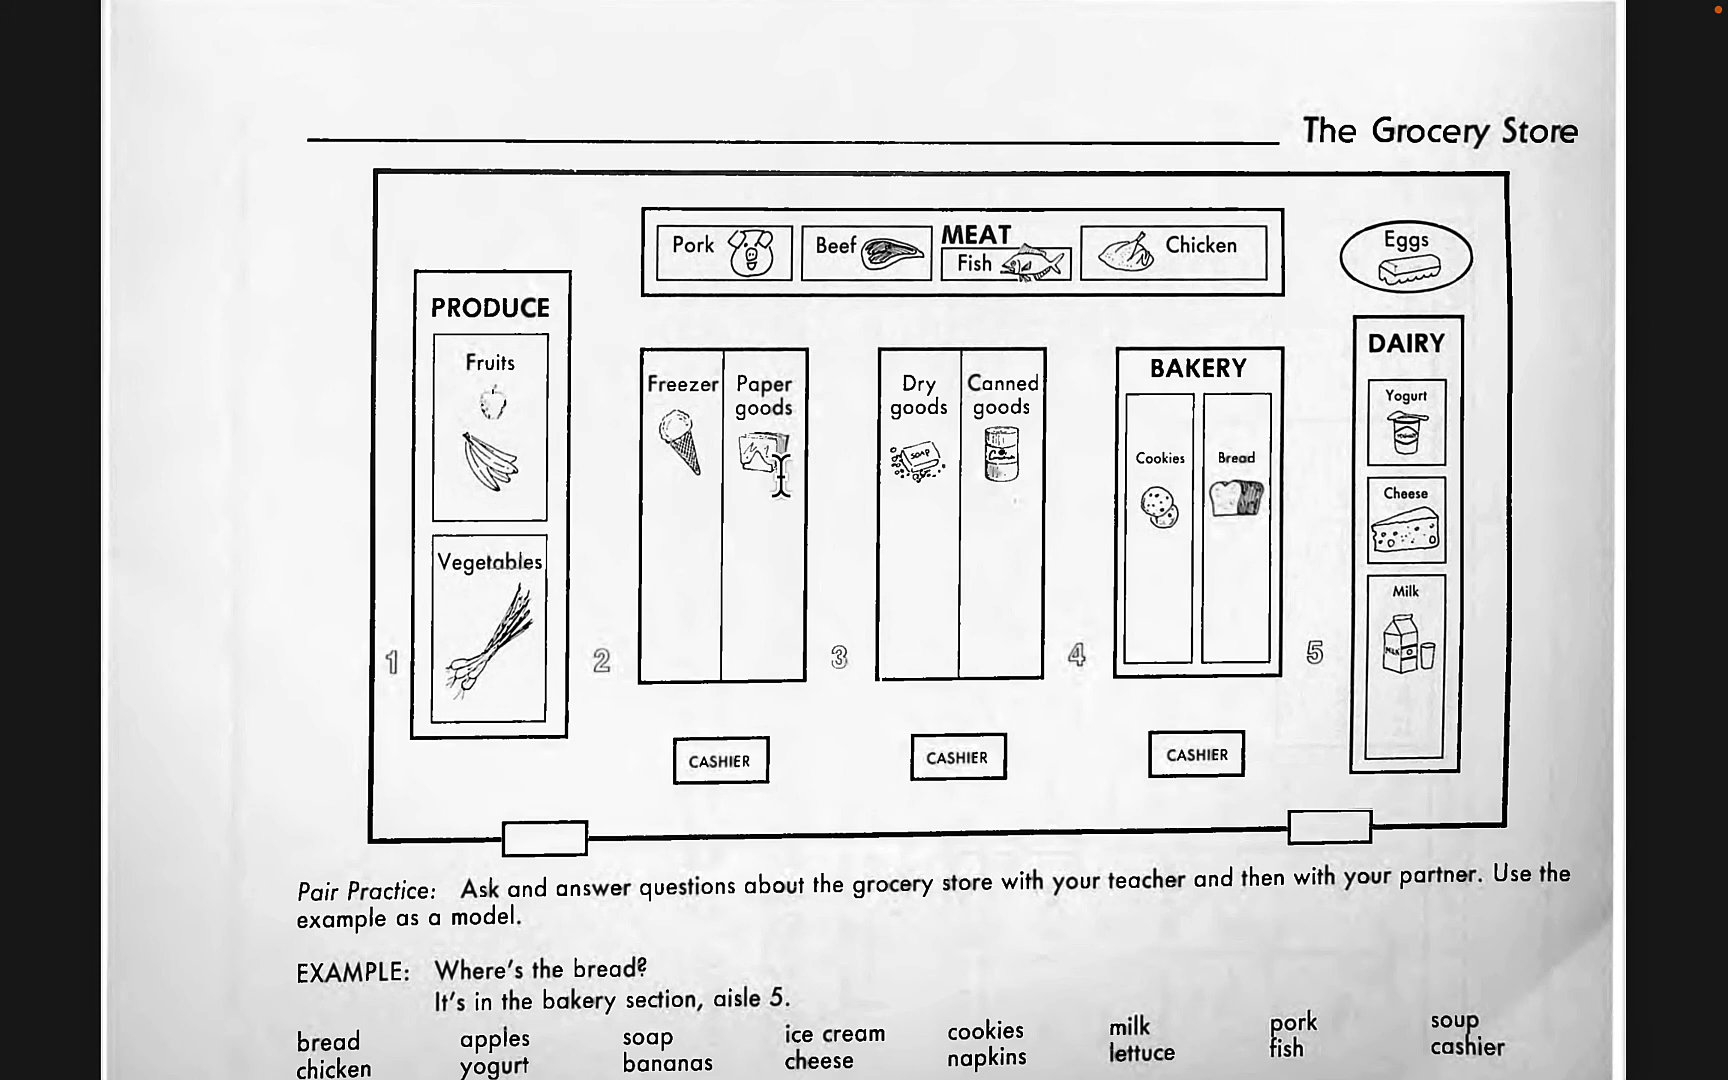 The Grocery Store
MEAT
Pork
Beef
Fish
Chicken
Eggs
PRODUCE
Fruits
Vegetables
Freezer
Paper
goods
Dry
goods
SOAP
Canned
goods
BAKERY
Cookies
Bread
DAIRY
Yogurt
YOGURT
Cheese
Milk
MILK
1
2
3
4
5
CASHIER
CASHIER
CASHIER
Pair Practice: Ask and answer questions about the grocery store with your teacher and then with your partner. Use the
example as a model.
EXAMPLE: Where's the bread?
It's in the bakery section, aisle 5.
bread apples soap ice cream cookies milk pork soup
chicken yogurt bananas cheese napkins lettuce fish cashier